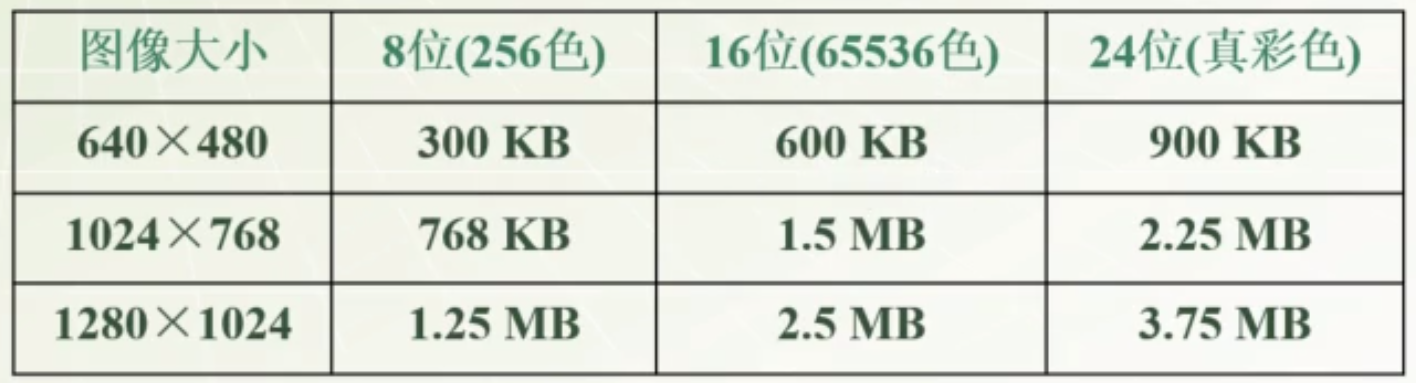 图像大小 8位(256色) 16位(65536色) 24位(真彩色)
640×480 300 KB 600 KB 900 KB
1024×768 768 KB 1.5 MB 2.25 MB
1280×1024 1.25 MB 2.5 MB 3.75 MB